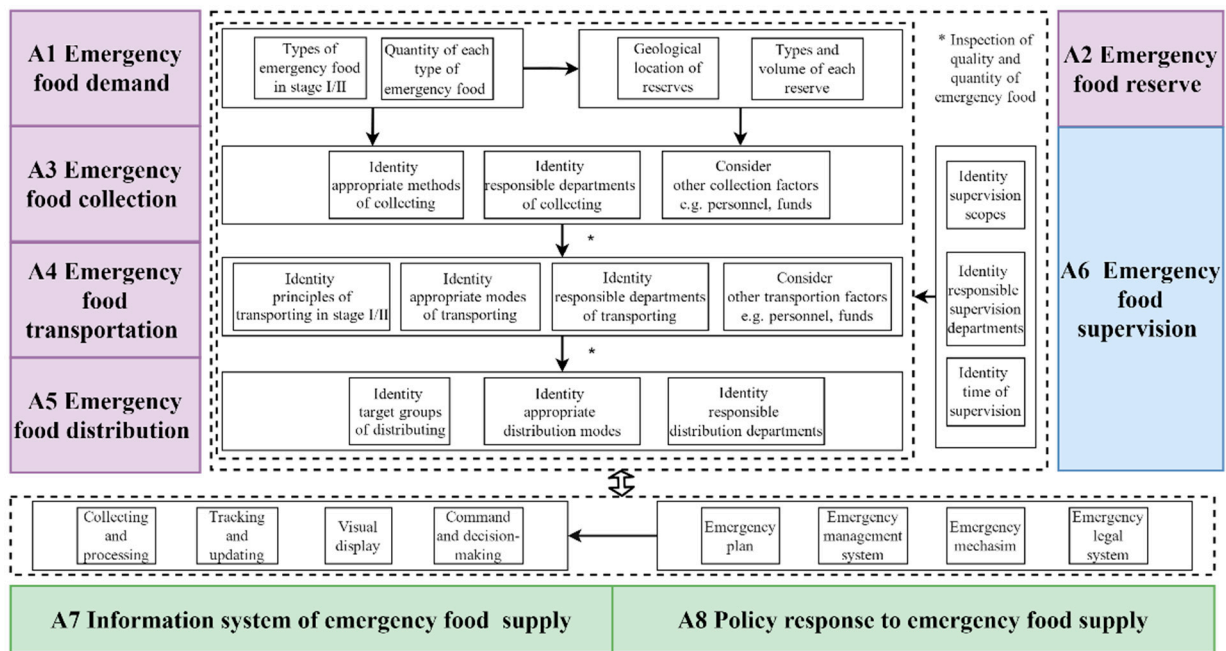 A1 Emergency
food demand
Types of
emergency food
in stage I/II
Quantity of each
type of
emergency food
Geological
location of
reserves
Types and
volume of each
reserve
* Inspection of
quality and
quantity of
emergency food
A2 Emergency
food reserve
A3 Emergency
food collection
Identity
appropriate methods
of collecting
Identity
responsible departments
of collecting
Consider
other collection factors
e.g. personnel, funds
*
A4 Emergency
food
transportation
Identity
principles of
transporting in stage I/II
Identity
appropriate modes
of transporting
Identity
responsible departments
of transporting
Consider
other transportion factors
e.g. personnel, funds
*
A5 Emergency
food distribution
Identity
target groups
of distributing
Identity
appropriate
distribution modes
Identity
responsible
distribution departments
Identity
supervision
scopes
Identity
responsible
supervision
departments
Identity
time of
supervision
A6 Emergency
food
supervision
Collecting
and
processing
Tracking
and
updating
Visual
display
Command
and decision-
making
Emergency
plan
Emergency
management
system
Emergency
mechasim
Emergency
legal
system
A7 Information system of emergency food supply
A8 Policy response to emergency food supply